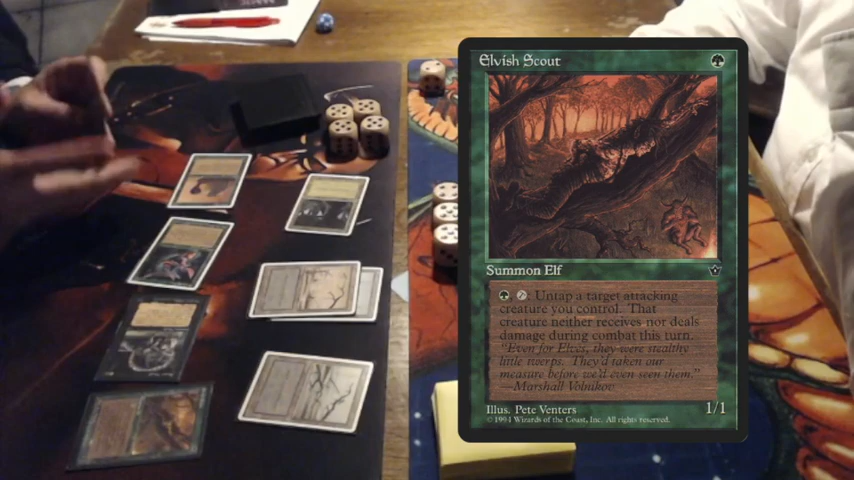 Elvish Scout
Summon Elf
Untap a target attacking
creature you control. That
creature neither receives nor deals
damage during combat this turn.
"Even for Elves, they were stealthy
little twerps. They'd taken our
measure before we'd even seen them."
—Marshall Volnikov
Illus. Pete Venters
1/1
© 1994 Wizards of the Coast, Inc. All rights reserved.